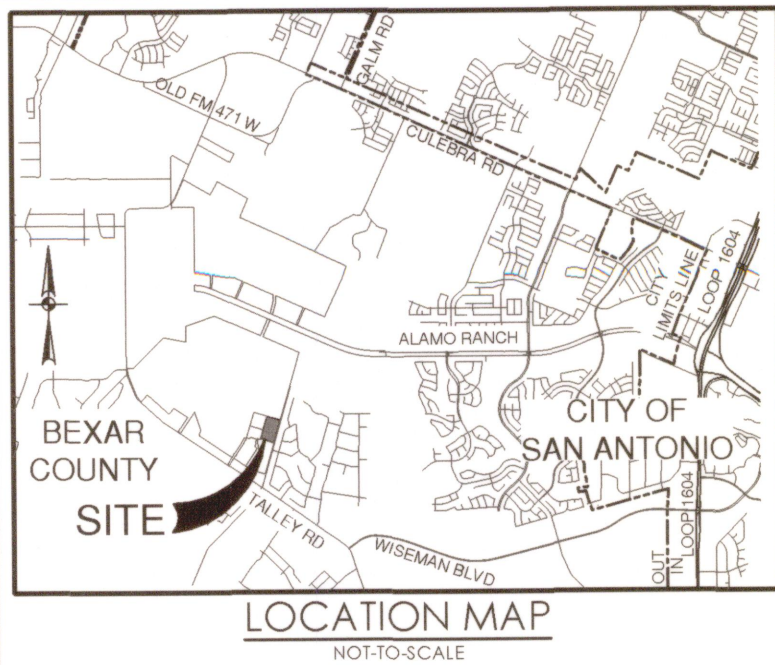 GALM RD
OLD FM 471 W
CULEBRA RD
CITY
LIMITS LINE
LOOP 1604
ALAMO RANCH
BEXAR
COUNTY
CITY OF
SAN ANTONIO
SITE
TALLEY RD
WISEMAN BLVD
OUT
IN
LOOP 1604
LOCATION MAP
NOT-TO-SCALE